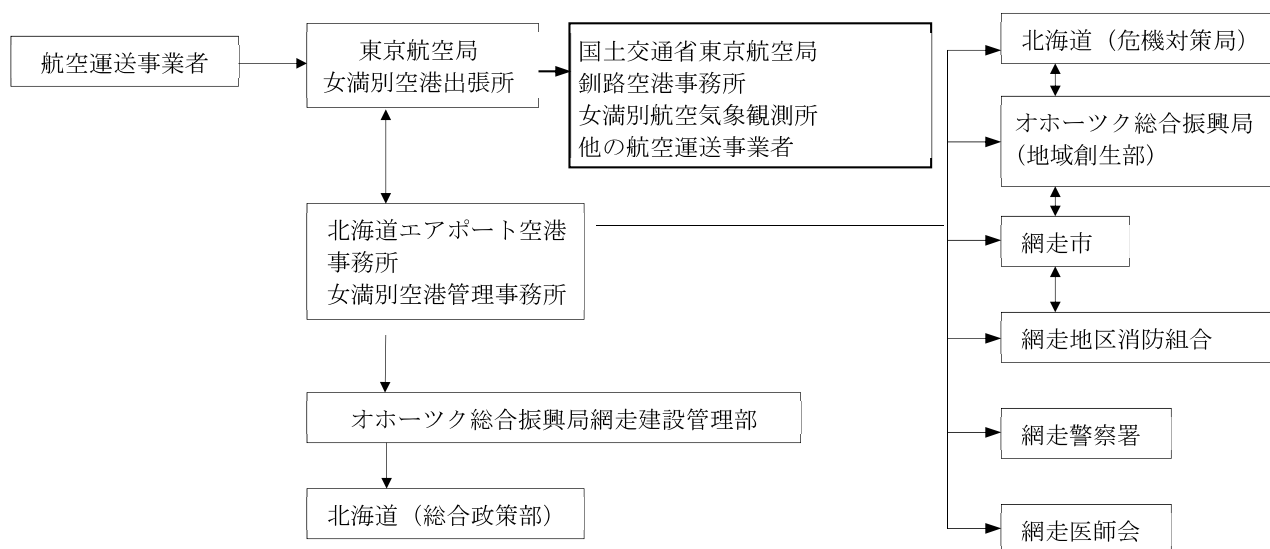 航空運送事業者
東京航空局
女満別空港出張所
国土交通省東京航空局
釧路空港事務所
女満別航空気象観測所
他の航空運送事業者
北海道エアポート空港
事務所
女満別空港管理事務所
オホーツク総合振興局網走建設管理部
北海道（総合政策部）
北海道（危機対策局）
オホーツク総合振興局
（地域創生部）
網走市
網走地区消防組合
網走警察署
網走医師会